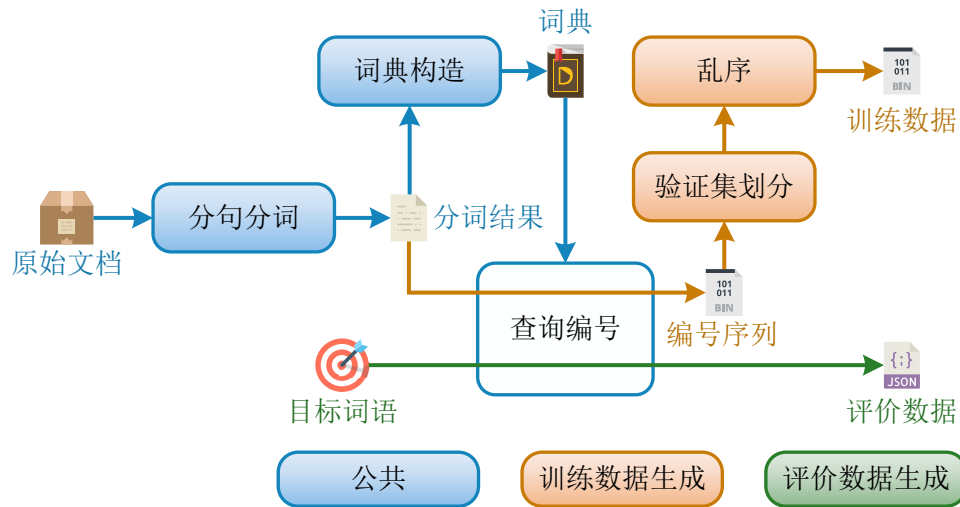 词典
词典构造
乱序
101
011
BIN
训练数据
验证集划分
分句分词
分词结果
原始文档
101
011
BIN
查询编号
编号序列
{;}
JSON
目标词语
评价数据
公共
训练数据生成
评价数据生成